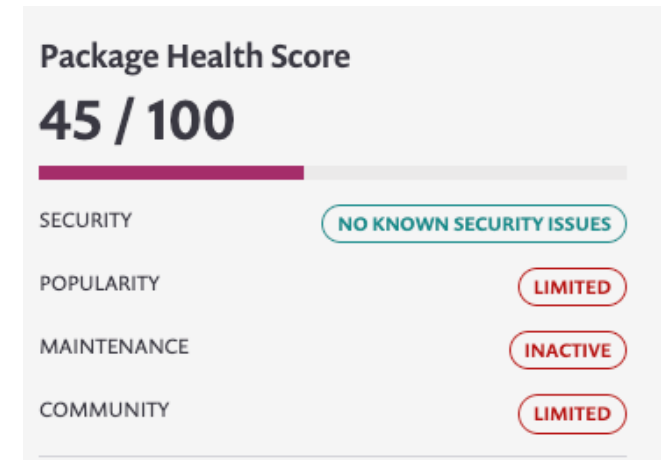 Package Health Score
45 / 100
SECURITY NO KNOWN SECURITY ISSUES
POPULARITY LIMITED
MAINTENANCE INACTIVE
COMMUNITY LIMITED